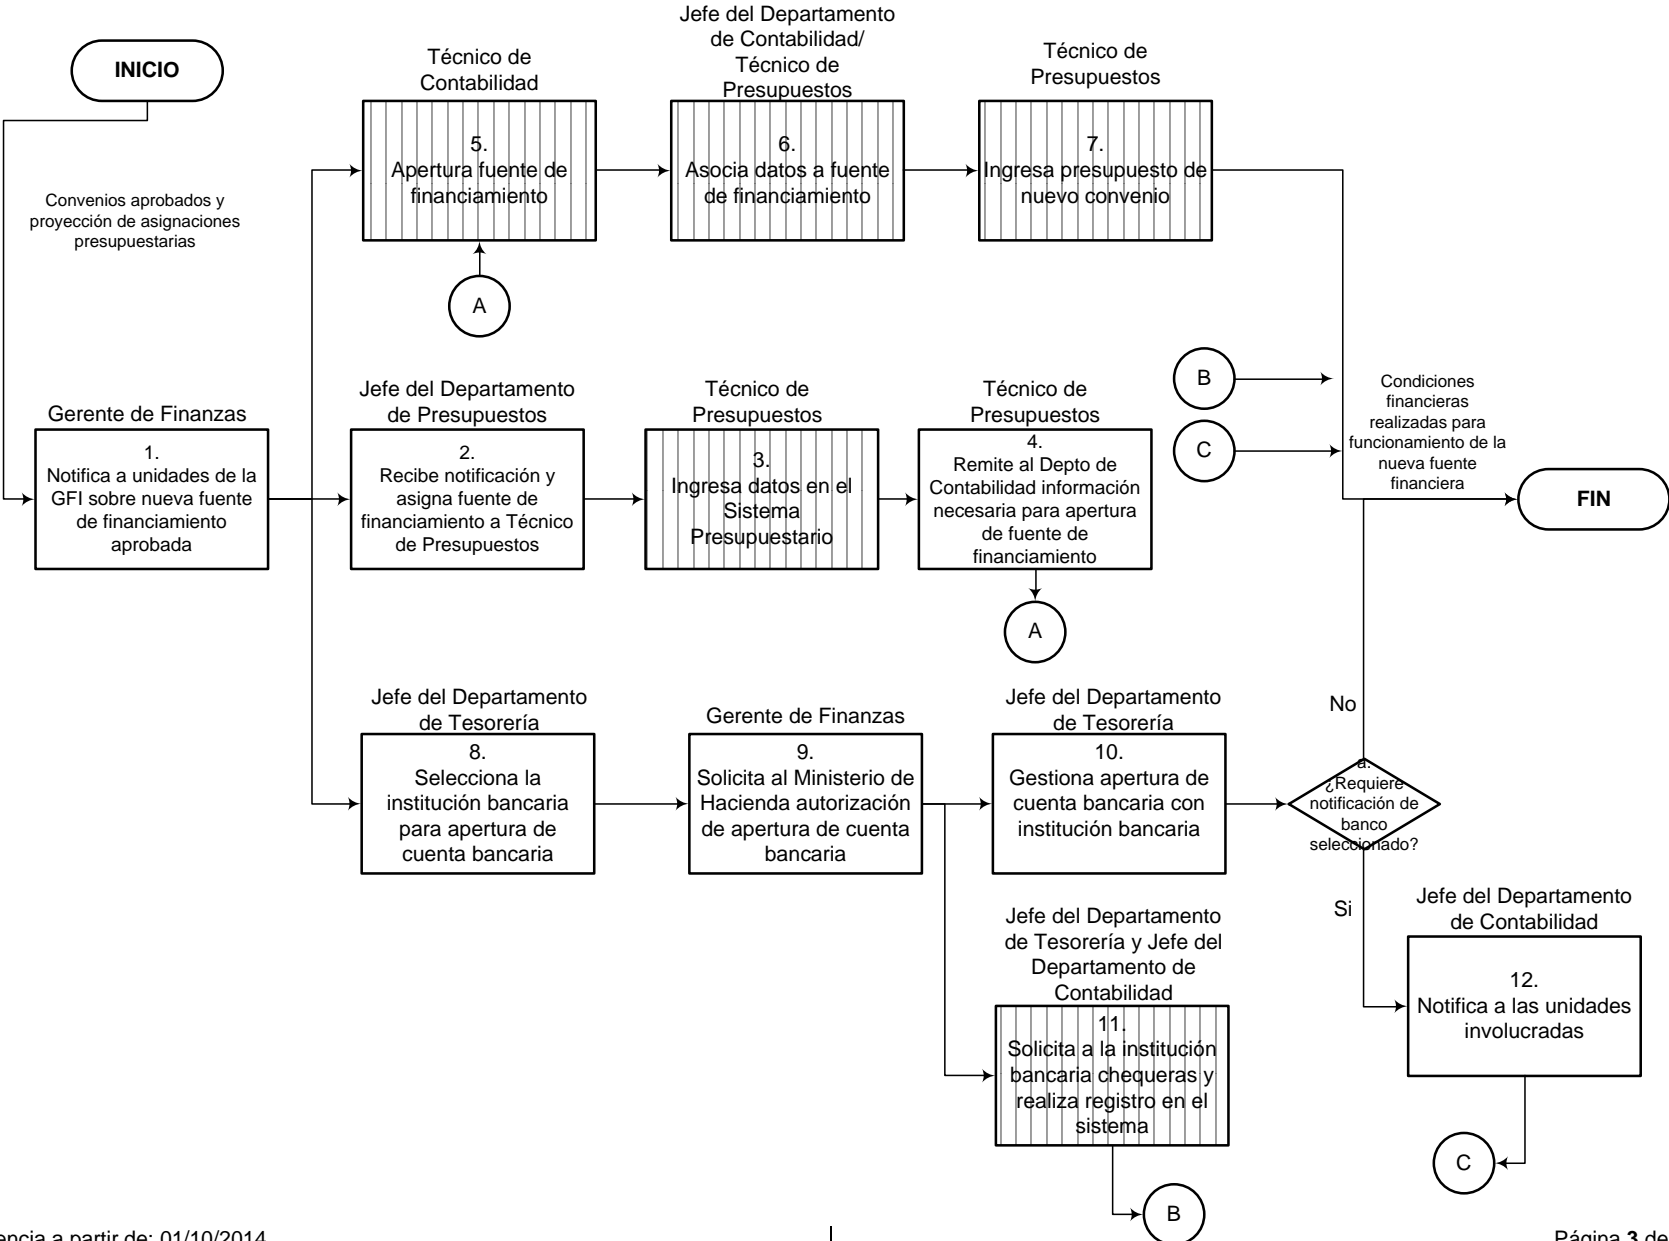 INICIO
Convenios aprobados y
proyección de asignaciones
presupuestarias
Técnico de
Contabilidad
5.
Apertura fuente de
financiamiento
A
Jefe del Departamento
de Contabilidad/
Técnico de
Presupuestos
6.
Asocia datos a fuente
de financiamiento
Técnico de
Presupuestos
7.
Ingresa presupuesto de
nuevo convenio
Gerente de Finanzas
1.
Notifica a unidades de la
GFI sobre nueva fuente
de financiamiento
aprobada
Jefe del Departamento
de Presupuestos
2.
Recibe notificación y
asigna fuente de
financiamiento a Técnico
de Presupuestos
Técnico de
Presupuestos
3.
Ingresa datos en el
Sistema
Presupuestario
Técnico de
Presupuestos
4.
Remite al Depto de
Contabilidad información
necesaria para apertura
de fuente de
financiamiento
A
B
C
Condiciones
financieras
realizadas para
funcionamiento de la
nueva fuente
financiera
FIN
Jefe del Departamento
de Tesorería
8.
Selecciona la
institución bancaria
para apertura de
cuenta bancaria
Gerente de Finanzas
9.
Solicita al Ministerio de
Hacienda autorización
de apertura de cuenta
bancaria
Jefe del Departamento
de Tesorería
10.
Gestiona apertura de
cuenta bancaria con
institución bancaria
No
a.
¿Requiere
notificación de
banco
seleccionado?
Si
Jefe del Departamento
de Contabilidad
12.
Notifica a las unidades
involucradas
C
Jefe del Departamento
de Tesorería y Jefe del
Departamento de
Contabilidad
11.
Solicita a la institución
bancaria chequeras y
realiza registro en el
sistema
B
encia a partir de: 01/10/2014
Página 3 de